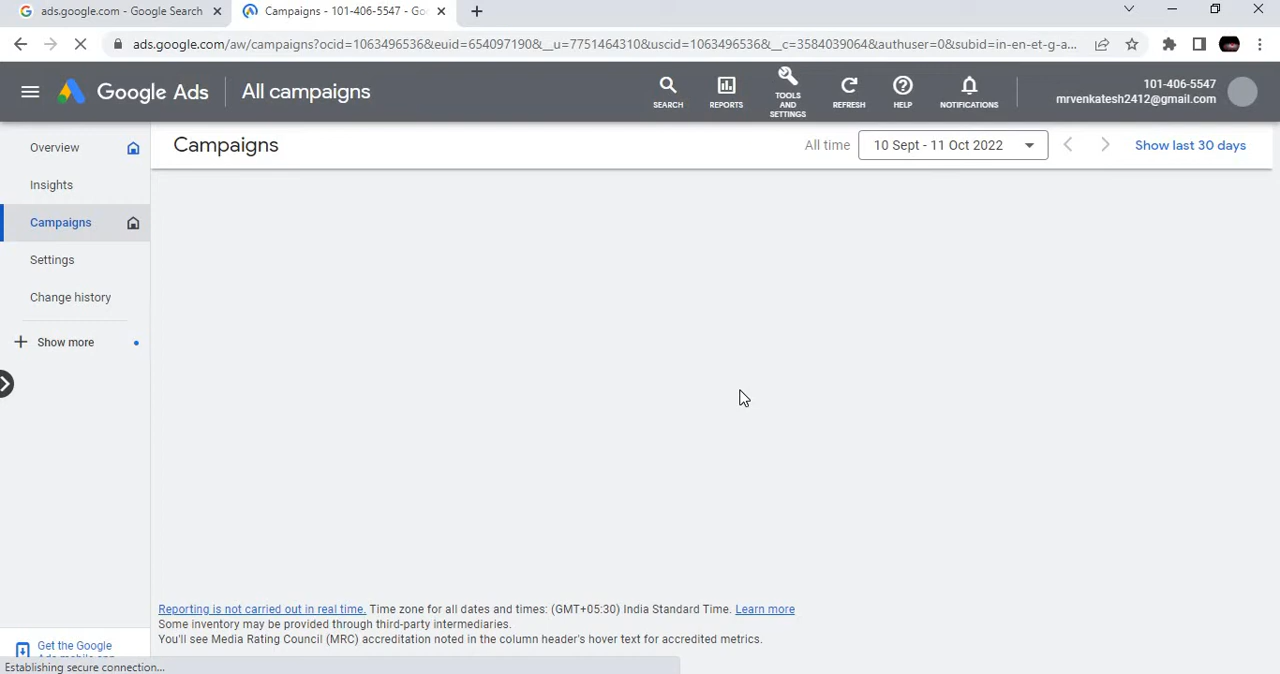 ads.google.com - Google Search
Campaigns - 101-406-5547 - Go
ads.google.com/aw/campaigns?ocid=1063496536&euid=654097190&__u=7751464310&uscid=1063496536&__c=3584039064&authuser=0&subid=in-en-et-g-a...
Google Ads
All campaigns
SEARCH
REPORTS
TOOLS
AND
SETTINGS
REFRESH
HELP
NOTIFICATIONS
101-406-5547
mrvenkatesh2412@gmail.com
Overview
Insights
Campaigns
Settings
Change history
Show more
Campaigns
All time
10 Sept - 11 Oct 2022
Show last 30 days
Reporting is not carried out in real time. Time zone for all dates and times: (GMT+05:30) India Standard Time. Learn more
Some inventory may be provided through third-party intermediaries.
You'll see Media Rating Council (MRC) accreditation noted in the column header's hover text for accredited metrics.
Get the Google
Ads mobile app
Establishing secure connection...